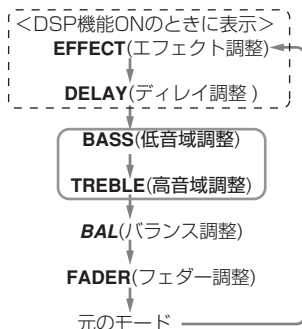 <DSP機能ONのときに表示>
EFFECT(エフェクト調整)
DELAY(ディレイ調整 )
BASS(低音域調整)
TREBLE(高音域調整)
BAL(バランス調整)
FADER(フェダー調整)
元のモード